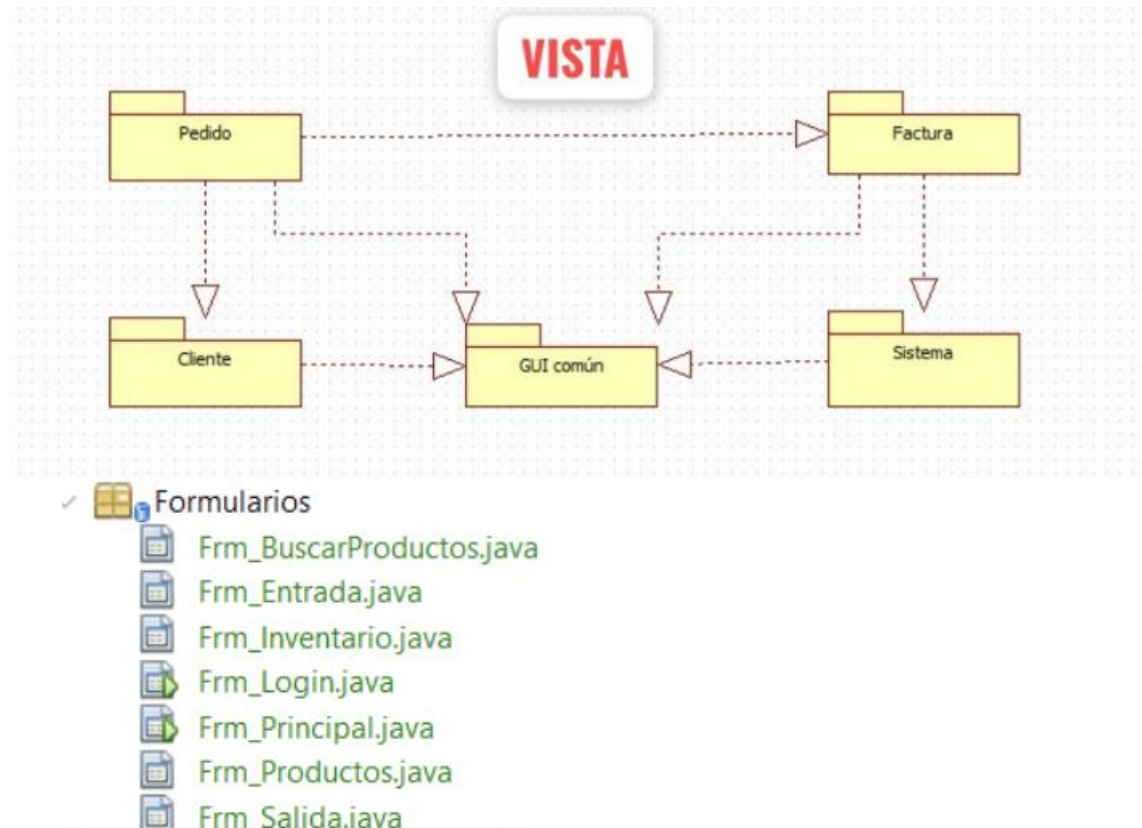 VISTA
Pedido
Factura
Cliente
GUI común
Sistema
Formularios
Frm_BuscarProductos.java
Frm_Entrada.java
Frm_Inventario.java
Frm_Login.java
Frm_Principal.java
Frm_Productos.java
Frm_Salida.java